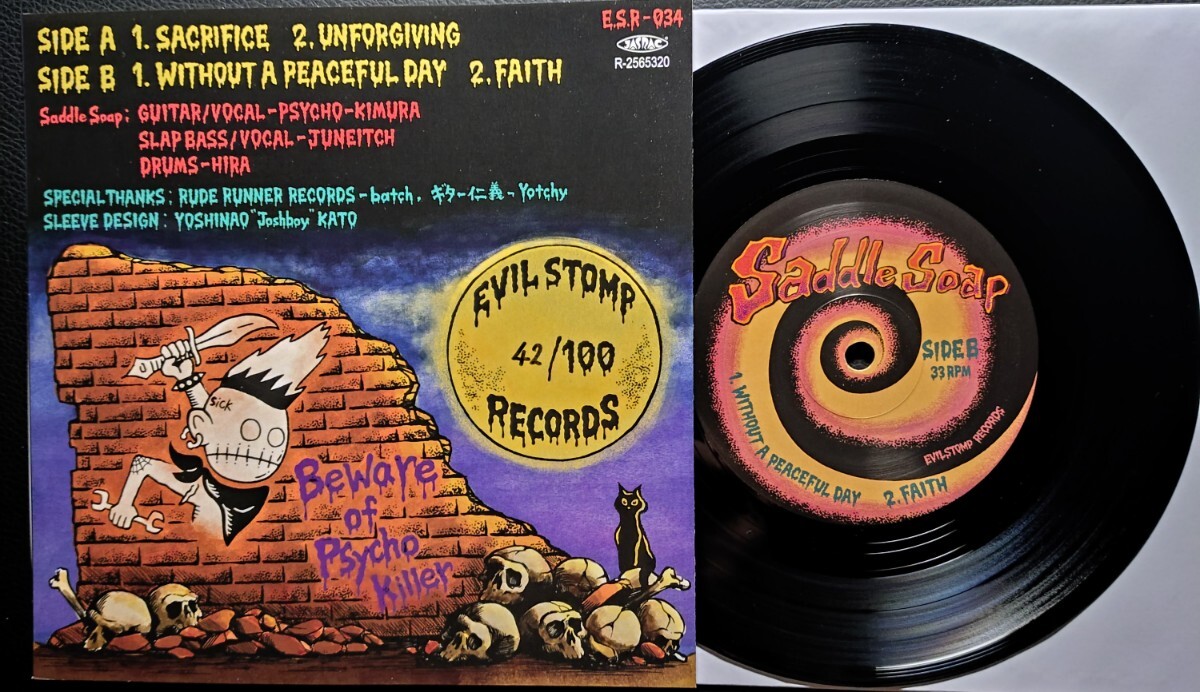 SIDE A 1. SACRIFICE 2. UNFORGIVING
SIDE B 1. WITHOUT A PEACEFUL DAY 2. FAITH
E.S.R-034
JASRAC
R-2565320
Saddle Soap: GUITAR/VOCAL-PSYCHO-KIMURA
SLAP BASS/VOCAL-JUNEITCH
DRUMS-HIRA
SPECIAL THANKS: RUDE RUNNER RECORDS-batch, ギター仁義-Yotchy
SLEEVE DESIGN: YOSHINAO "Joshboy" KATO
EVIL STOMP
42/100
RECORDS
SICK
Beware
of
Psycho
Killer
Saddle Soap
SIDE B
33 RPM
1. WITHOUT A PEACEFUL DAY 2. FAITH
EVIL STOMP RECORDS